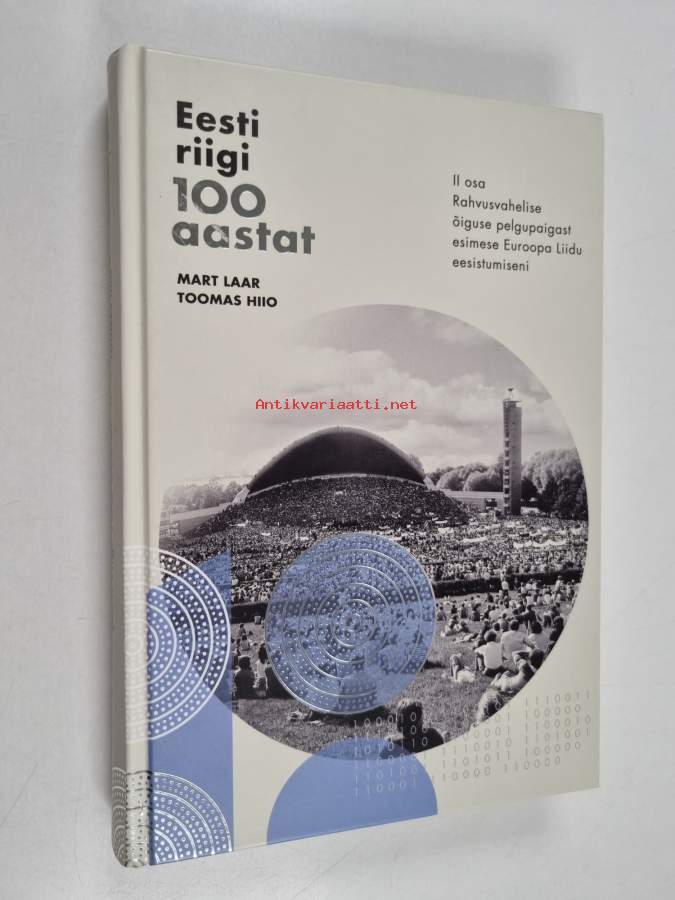 Eesti
riigi
100
aastat
MART LAAR
TOOMAS HIIO
II osa
Rahvusvahelise
õiguse pelgupaigast
esimese Euroopa Liidu
eesistumiseni
Antikvariaatti.net